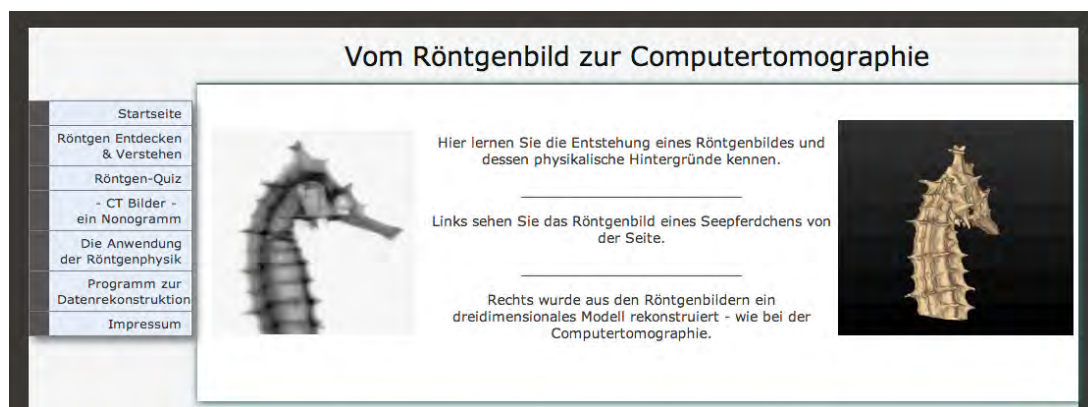 Vom Röntgenbild zur Computertomographie
Startseite
Röntgen Entdecken
& Verstehen
Röntgen-Quiz
- CT Bilder -
ein Nonogramm
Die Anwendung
der Röntgenphysik
Programm zur
Datenrekonstruktion
Impressum
Hier lernen Sie die Entstehung eines Röntgenbildes und
dessen physikalische Hintergründe kennen.
Links sehen Sie das Röntgenbild eines Seepferdchens von
der Seite.
Rechts wurde aus den Röntgenbildern ein
dreidimensionales Modell rekonstruiert - wie bei der
Computertomographie.